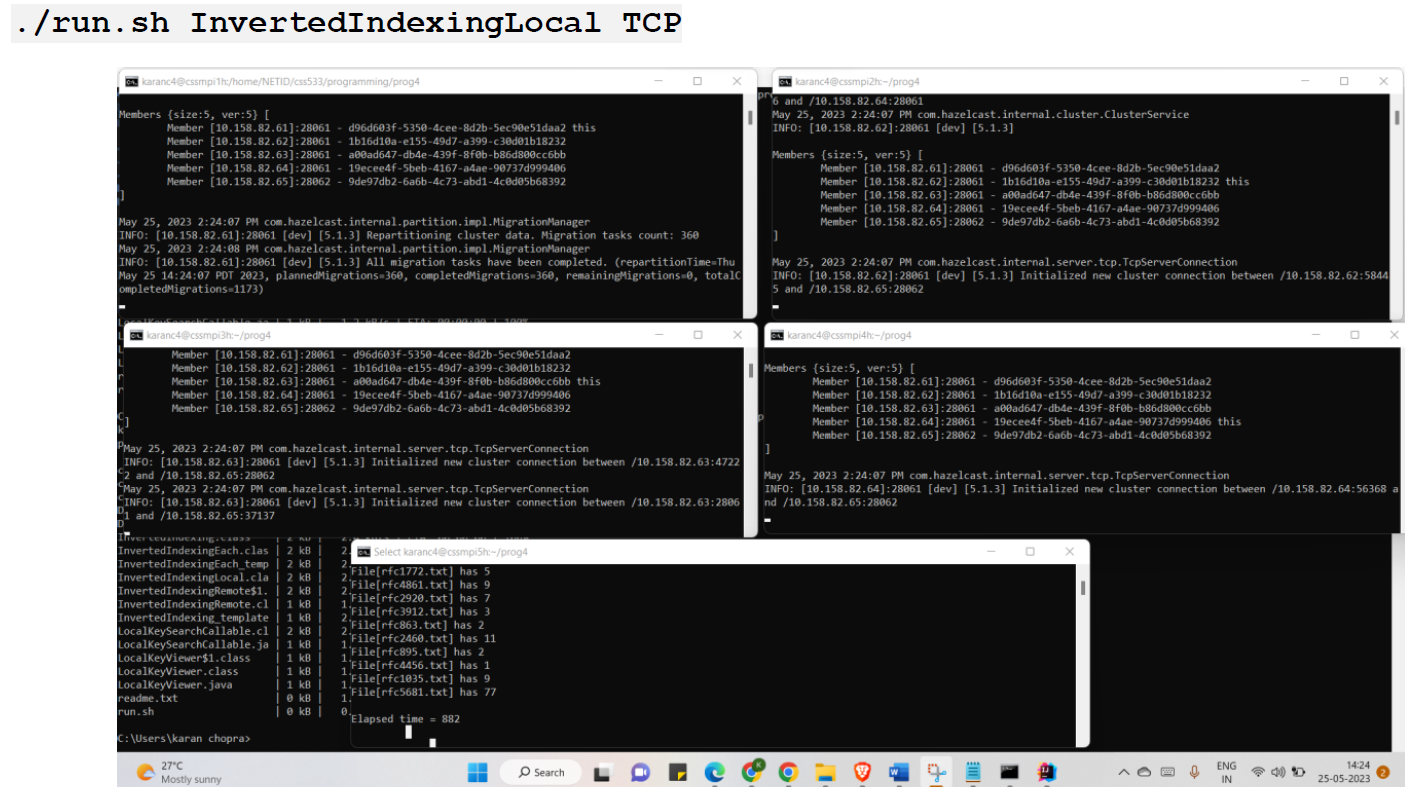 ./run.sh InvertedIndexingLocal TCP
karanc4@cssmpi1h:/home/NETID/css533/programming/prog4
Members {size:5, ver:5} [
Member [10.158.82.61]:28061 - d96d603f-5350-4cee-8d2b-5ec90e51daa2 this
Member [10.158.82.62]:28061 - 1b16d10a-e155-49d7-a399-c30d01b18232
Member [10.158.82.63]:28061 - a00ad647-db4e-439f-8f0b-b86d800cc6bb
Member [10.158.82.64]:28061 - 19ecee4f-5beb-4167-a4ae-90737d999406
Member [10.158.82.65]:28062 - 9de97db2-6a6b-4c73-abd1-4c0d05b68392
]
May 25, 2023 2:24:07 PM com.hazelcast.internal.partition.impl.MigrationManager
INFO: [10.158.82.61]:28061 [dev] [5.1.3] Repartitioning cluster data. Migration tasks count: 360
May 25, 2023 2:24:08 PM com.hazelcast.internal.partition.impl.MigrationManager
INFO: [10.158.82.61]:28061 [dev] [5.1.3] All migration tasks have been completed. (repartitionTime=Thu
May 25 14:24:07 PDT 2023, plannedMigrations=360, completedMigrations=360, remainingMigrations=0, totalC
ompletedMigrations=1173)
karanc4@cssmpi2h:~/prog4
6 and /10.158.82.64:28061
May 25, 2023 2:24:07 PM com.hazelcast.internal.cluster.ClusterService
INFO: [10.158.82.62]:28061 [dev] [5.1.3]
Members {size:5, ver:5} [
Member [10.158.82.61]:28061 - d96d603f-5350-4cee-8d2b-5ec90e51daa2
Member [10.158.82.62]:28061 - 1b16d10a-e155-49d7-a399-c30d01b18232 this
Member [10.158.82.63]:28061 - a00ad647-db4e-439f-8f0b-b86d800cc6bb
Member [10.158.82.64]:28061 - 19ecee4f-5beb-4167-a4ae-90737d999406
Member [10.158.82.65]:28062 - 9de97db2-6a6b-4c73-abd1-4c0d05b68392
]
May 25, 2023 2:24:07 PM com.hazelcast.internal.server.tcp.TcpServerConnection
INFO: [10.158.82.62]:28061 [dev] [5.1.3] Initialized new cluster connection between /10.158.82.62:5844
5 and /10.158.82.65:28062
karanc4@cssmpi3h:~/prog4
Member [10.158.82.61]:28061 - d96d603f-5350-4cee-8d2b-5ec90e51daa2
Member [10.158.82.62]:28061 - 1b16d10a-e155-49d7-a399-c30d01b18232
Member [10.158.82.63]:28061 - a00ad647-db4e-439f-8f0b-b86d800cc6bb this
Member [10.158.82.64]:28061 - 19ecee4f-5beb-4167-a4ae-90737d999406
Member [10.158.82.65]:28062 - 9de97db2-6a6b-4c73-abd1-4c0d05b68392
]
May 25, 2023 2:24:07 PM com.hazelcast.internal.server.tcp.TcpServerConnection
INFO: [10.158.82.63]:28061 [dev] [5.1.3] Initialized new cluster connection between /10.158.82.63:4722
2 and /10.158.82.65:28062
May 25, 2023 2:24:07 PM com.hazelcast.internal.server.tcp.TcpServerConnection
INFO: [10.158.82.63]:28061 [dev] [5.1.3] Initialized new cluster connection between /10.158.82.63:2806
1 and /10.158.82.65:37137
karanc4@cssmpi4h:~/prog4
Members {size:5, ver:5} [
Member [10.158.82.61]:28061 - d96d603f-5350-4cee-8d2b-5ec90e51daa2
Member [10.158.82.62]:28061 - 1b16d10a-e155-49d7-a399-c30d01b18232
Member [10.158.82.63]:28061 - a00ad647-db4e-439f-8f0b-b86d800cc6bb
Member [10.158.82.64]:28061 - 19ecee4f-5beb-4167-a4ae-90737d999406 this
Member [10.158.82.65]:28062 - 9de97db2-6a6b-4c73-abd1-4c0d05b68392
]
May 25, 2023 2:24:07 PM com.hazelcast.internal.server.tcp.TcpServerConnection
INFO: [10.158.82.64]:28061 [dev] [5.1.3] Initialized new cluster connection between /10.158.82.64:56368 a
nd /10.158.82.65:28062
InvertedIndexingEach.clas | 2 kB | 2.
InvertedIndexingEach_temp | 2 kB | 2.
InvertedIndexingLocal.cla | 2 kB | 2.
InvertedIndexingRemote$1. | 2 kB | 2.
InvertedIndexingRemote.cl | 1 kB | 1.
InvertedIndexing_template | 1 kB | 2.
LocalKeySearchCallable.cl | 2 kB | 2.
LocalKeySearchCallable.ja | 1 kB | 1.
LocalKeyViewer$1.class | 1 kB | 1.
LocalKeyViewer.class | 1 kB | 1.
LocalKeyViewer.java | 1 kB | 1.
readme.txt | 0 kB | 1.
run.sh | 0 kB | 0.
C:\Users\karan chopra>
Select karanc4@cssmpi5h:~/prog4
File[rfc1772.txt] has 5
File[rfc4861.txt] has 9
File[rfc2920.txt] has 7
File[rfc3912.txt] has 3
File[rfc863.txt] has 2
File[rfc2460.txt] has 11
File[rfc895.txt] has 2
File[rfc4456.txt] has 1
File[rfc1035.txt] has 9
File[rfc5681.txt] has 77
Elapsed time = 882
27°C
Mostly sunny
Search
ENG
IN
14:24
25-05-2023
2